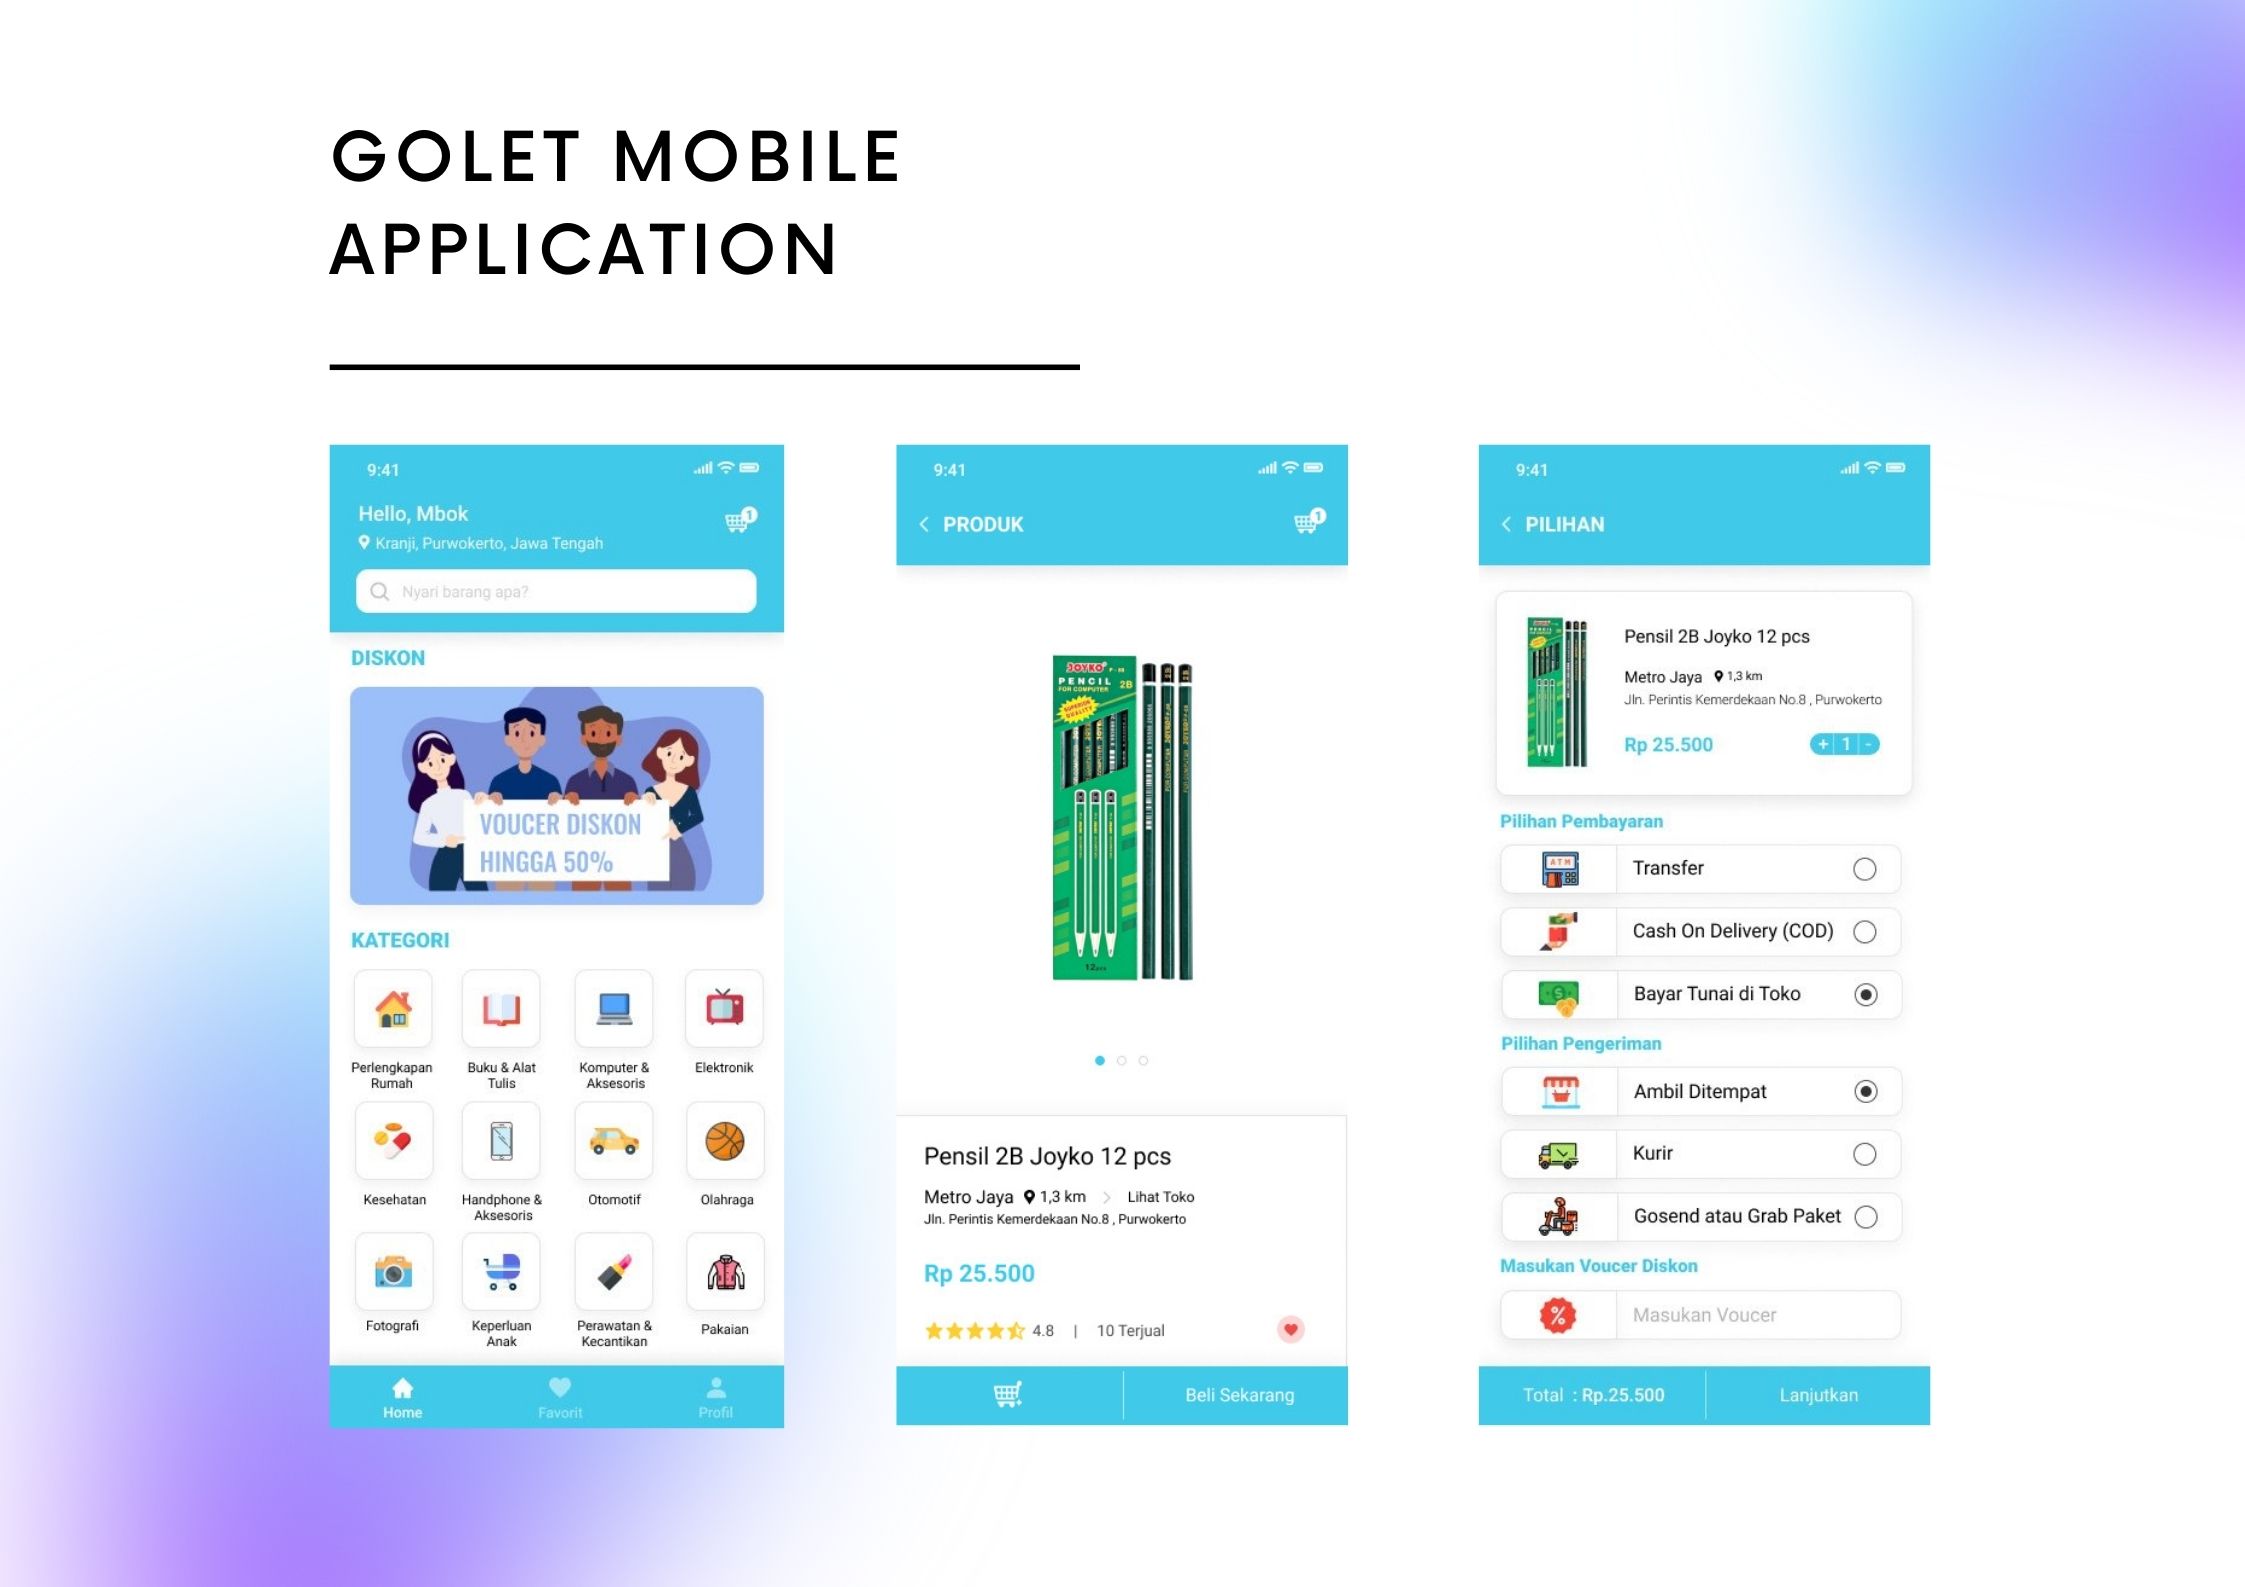 GOLET MOBILE
APPLICATION
9:41
Hello, Mbok
1
Kranji, Purwokerto, Jawa Tengah
Nyari barang apa?
DISKON
VOUCER DISKON
HINGGA 50%
KATEGORI
Perlengkapan
Rumah
Buku & Alat
Tulis
Komputer &
Aksesoris
Elektronik
Kesehatan
Handphone &
Aksesoris
Otomotif
Olahraga
Fotografi
Keperluan
Anak
Perawatan &
Kecantikan
Pakaian
Home
Favorit
Profil
9:41
PRODUK
1
JOYKO
PENCIL
FOR COMPUTER
2B
SUPERIOR
QUALITY
12pcs
Pensil 2B Joyko 12 pcs
Metro Jaya 1,3 km > Lihat Toko
Jln. Perintis Kemerdekaan No.8 , Purwokerto
Rp 25.500
4.8 | 10 Terjual
Beli Sekarang
9:41
PILIHAN
Pensil 2B Joyko 12 pcs
Metro Jaya 1,3 km
Jln. Perintis Kemerdekaan No.8 , Purwokerto
Rp 25.500
+ 1 -
Pilihan Pembayaran
ATM
Transfer
Cash On Delivery (COD)
Bayar Tunai di Toko
Pilihan Pengeriman
Ambil Ditempat
Kurir
Gosend atau Grab Paket
Masukan Voucer Diskon
% Masukan Voucer
Total : Rp.25.500
Lanjutkan